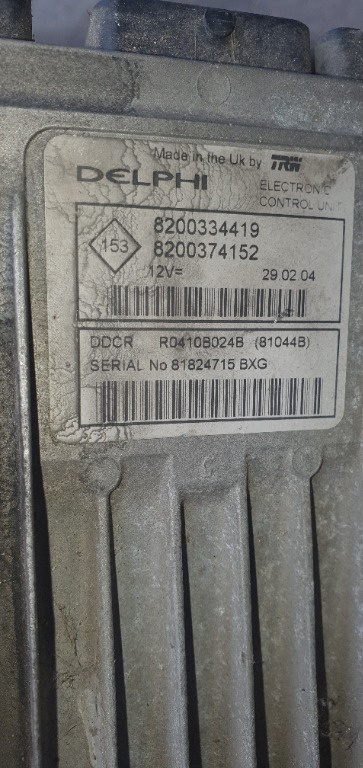 Made in the Uk by TRW
DELPHI
ELECTRONIC
CONTROL UNIT
153
8200334419
8200374152
12V=
29 02 04
DDCR R0410B024B (81044B)
SERIAL No 81824715 BXG